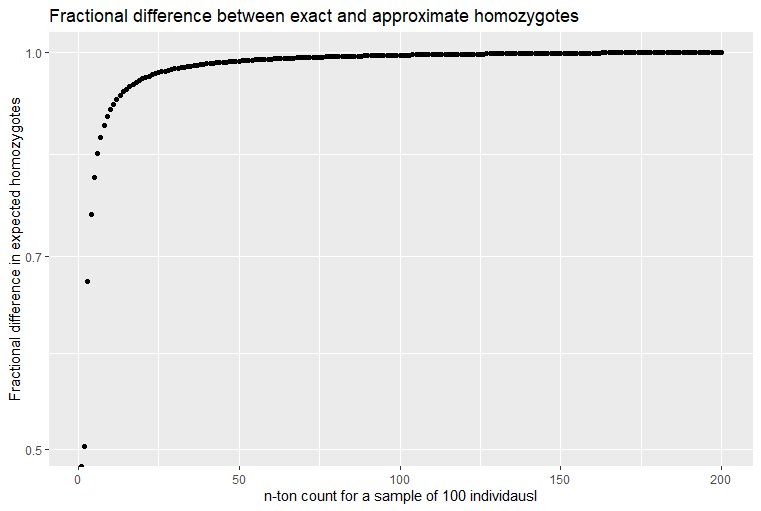 Fractional difference between exact and approximate homozygotes
Fractional difference in expected homozygotes
1.0
0.7
0.5
0
50
100
150
200
n-ton count for a sample of 100 individausl